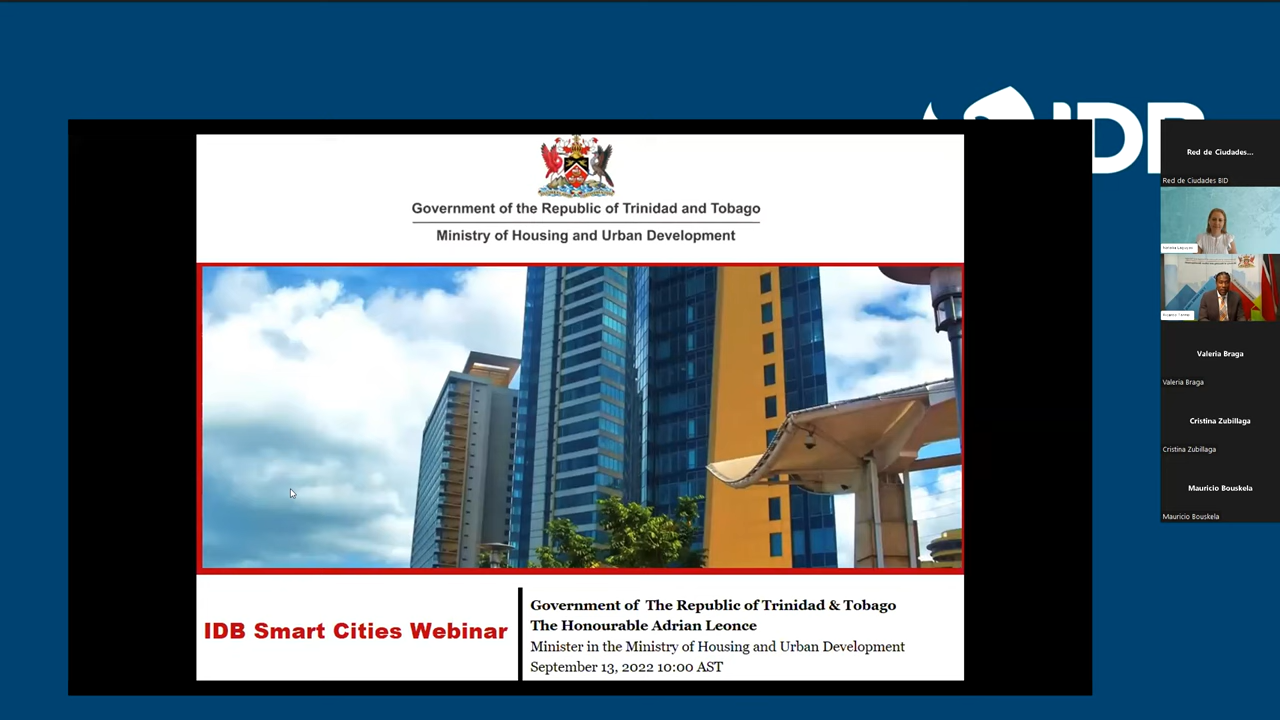 IDB
Government of the Republic of Trinidad and Tobago
Ministry of Housing and Urban Development
IDB Smart Cities Webinar
Government of The Republic of Trinidad & Tobago
The Honourable Adrian Leonce
Minister in the Ministry of Housing and Urban Development
September 13, 2022 10:00 AST
Red de Ciudades...
Red de Ciudades BID
Valeria Braga
Valeria Braga
Cristina Zubillaga
Cristina Zubillaga
Mauricio Bouskela
Mauricio Bouskela